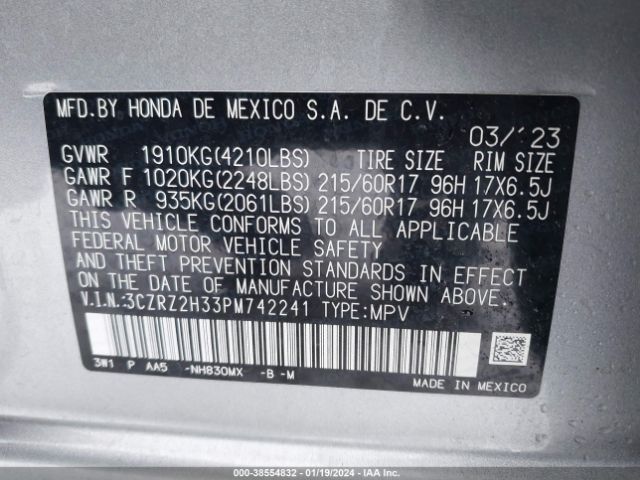 MFD.BY HONDA DE MEXICO S.A. DE C.V.
03/'23
GVWR 1910KG(4210LBS) TIRE SIZE RIM SIZE
GAWR F 1020KG(2248LBS) 215/60R17 96H 17X6.5J
GAWR R 935KG(2061LBS) 215/60R17 96H 17X6.5J
THIS VEHICLE CONFORMS TO ALL APPLICABLE
FEDERAL MOTOR VEHICLE SAFETY
AND THEFT PREVENTION STANDARDS IN EFFECT
ON THE DATE OF MANUFACTURE SHOWN ABOVE.
V.I.N.:3CZRZ2H33PM742241 TYPE:MPV
3W1 P AA5 -NH830MX -B -M
MADE IN MEXICO
000-38554832 - 01/19/2024 - IAA Inc.